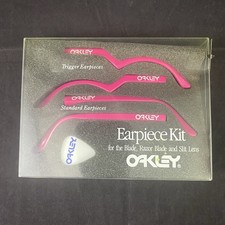 OAKLEY
Trigger Earpieces
OAKLEY
OAKLEY
Standard Earpieces
OAKLEY
OAKLEY
Earpiece Kit
for the Blade, Razor Blade and Slit Lens
OAKLEY